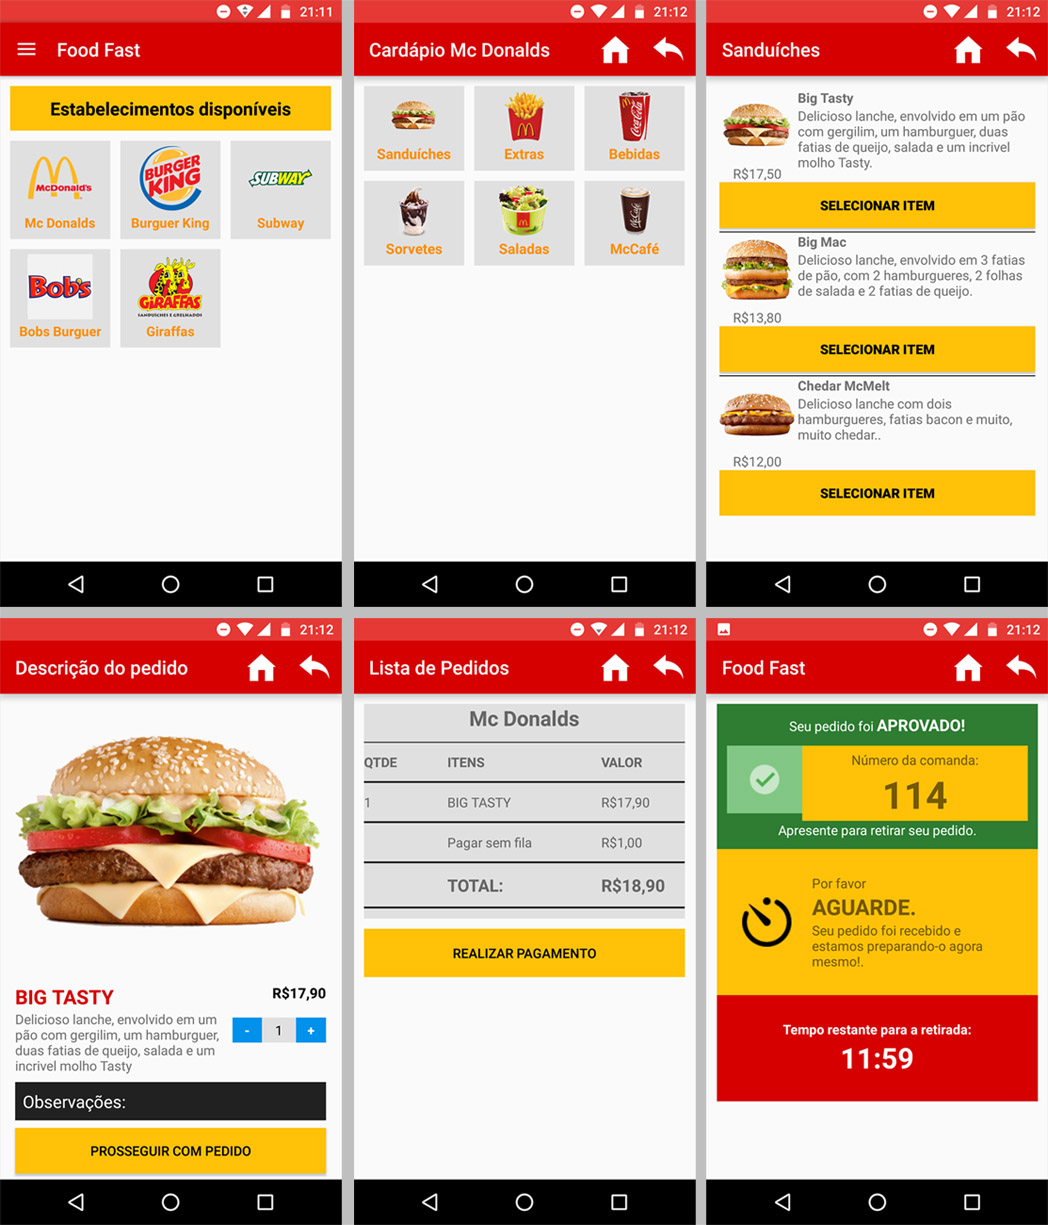 21:11
Food Fast
Estabelecimentos disponíveis
McDonald's
BURGER
KING
SUBWAY
Mc Donalds
Burguer King
Subway
Bob's
GIRAFFAS
SANDUÍCHES E GRELHADOS
Bobs Burguer
Giraffas
21:12
Cardápio Mc Donalds
Coca-Cola
Sanduíches
Extras
Bebidas
McCafé
Sorvetes
Saladas
McCafé
21:12
Sanduíches
Big Tasty
Delicioso lanche, envolvido em um pão
com gergilim, um hamburguer, duas
fatias de queijo, salada e um incrivel
molho Tasty.
R$17,50
SELECIONAR ITEM
Big Mac
Delicioso lanche, envolvido em 3 fatias
de pão, com 2 hamburgueres, 2 folhas
de salada e 2 fatias de queijo.
R$13,80
SELECIONAR ITEM
Chedar McMelt
Delicioso lanche com dois
hamburgueres, fatias bacon e muito,
muito chedar..
R$12,00
SELECIONAR ITEM
21:12
Descrição do pedido
BIG TASTY
R$17,90
Delicioso lanche, envolvido em um
pão com gergilim, um hamburguer,
duas fatias de queijo, salada e um
incrivel molho Tasty
- 1 +
Observações:
PROSSEGUIR COM PEDIDO
21:12
Lista de Pedidos
Mc Donalds
QTDE ITENS VALOR
1 BIG TASTY R$17,90
Pagar sem fila R$1,00
TOTAL: R$18,90
REALIZAR PAGAMENTO
21:12
Food Fast
Seu pedido foi APROVADO!
Número da comanda:
114
Apresente para retirar seu pedido.
Por favor
AGUARDE.
Seu pedido foi recebido e
estamos preparando-o agora
mesmo!.
Tempo restante para a retirada:
11:59